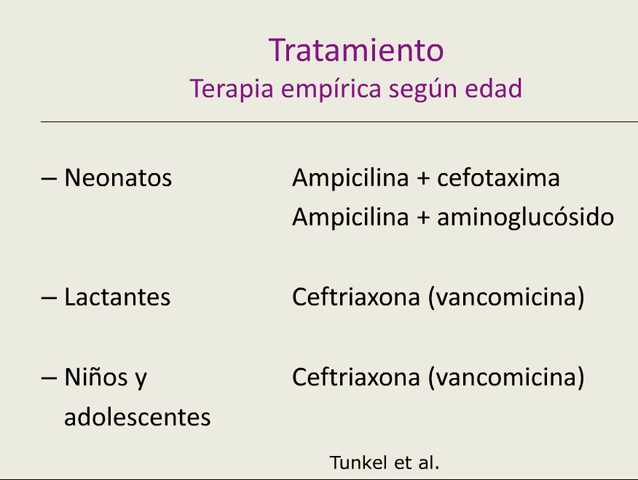 Tratamiento
Terapia empírica según edad
– Neonatos Ampicilina + cefotaxima
Ampicilina + aminoglucósido
– Lactantes Ceftriaxona (vancomicina)
– Niños y Ceftriaxona (vancomicina)
adolescentes
Tunkel et al.